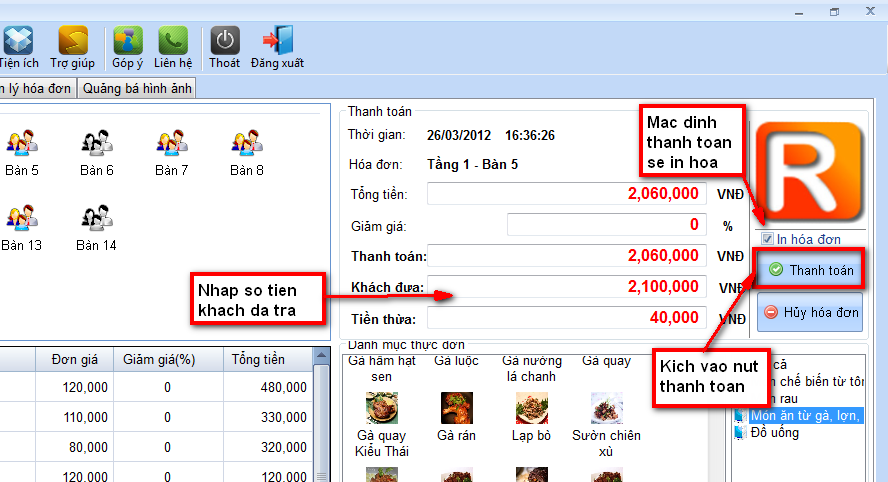 Tiện ích Trợ giúp Góp ý Liên hệ Thoát Đăng xuất
n lý hóa đơn Quảng bá hình ảnh
Bàn 5 Bàn 6 Bàn 7 Bàn 8
Bàn 13 Bàn 14
Thanh toán
Thời gian: 26/03/2012 16:36:26
Hóa đơn: Tầng 1 - Bàn 5
Tổng tiền: 2,060,000 VNĐ
Giảm giá: 0 %
Thanh toán: 2,060,000 VNĐ
Khách đưa: 2,100,000 VNĐ
Tiền thừa: 40,000 VNĐ
Mac dinh
thanh toan
se in hoa
R
In hóa đơn
Thanh toán
Hủy hóa đơn
Nhap so tien
khach da tra
Kich vao nut
thanh toan
Đơn giá Giảm giá(%) Tổng tiền
120,000 0 480,000
110,000 0 330,000
80,000 0 320,000
120,000 0 120,000
Danh mục thực đơn
Gà hầm hạt
sen
Gà luộc
Gà nướng
lá chanh
Gà quay
Gà quay
Kiểu Thái
Gà rán
Lạp bò
Sườn chiên
xù
cả
chế biến từ tôm
rau
Món ăn từ gà, lợn,
Đồ uống